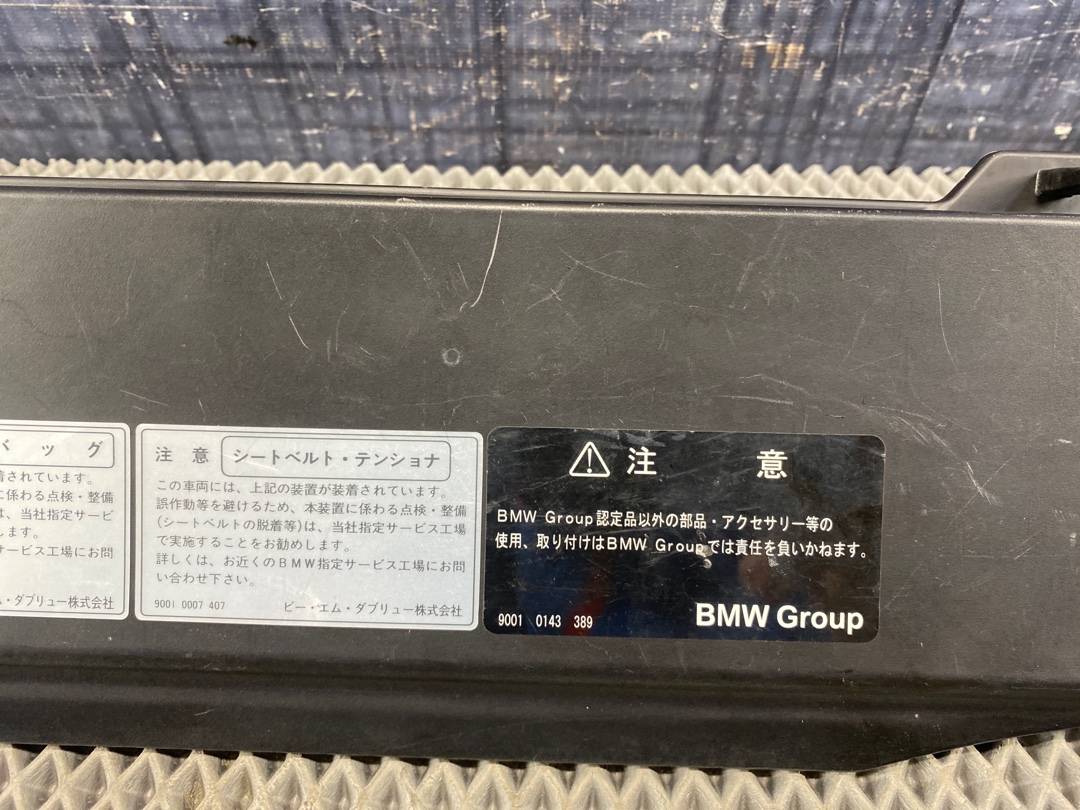 バッグ
されています。
に係わる点検・整備
は、当社指定サービ
します。
サービス工場にお問
ム・ダブリュー株式会社
注意 シートベルト・テンショナ
この車両には、上記の装置が装着されています。
誤作動等を避けるため、本装置に係わる点検・整備
(シートベルトの脱着等)は、当社指定サービス工場
で実施することをお勧めします。
詳しくは、お近くのBMW指定サービス工場にお問
い合わせ下さい。
9001 0007 407 ビー・エム・ダブリュー株式会社
注意
BMW Group認定品以外の部品・アクセサリー等の
使用、取り付けはBMW Groupでは責任を負いかねます。
9001 0143 389 BMW Group